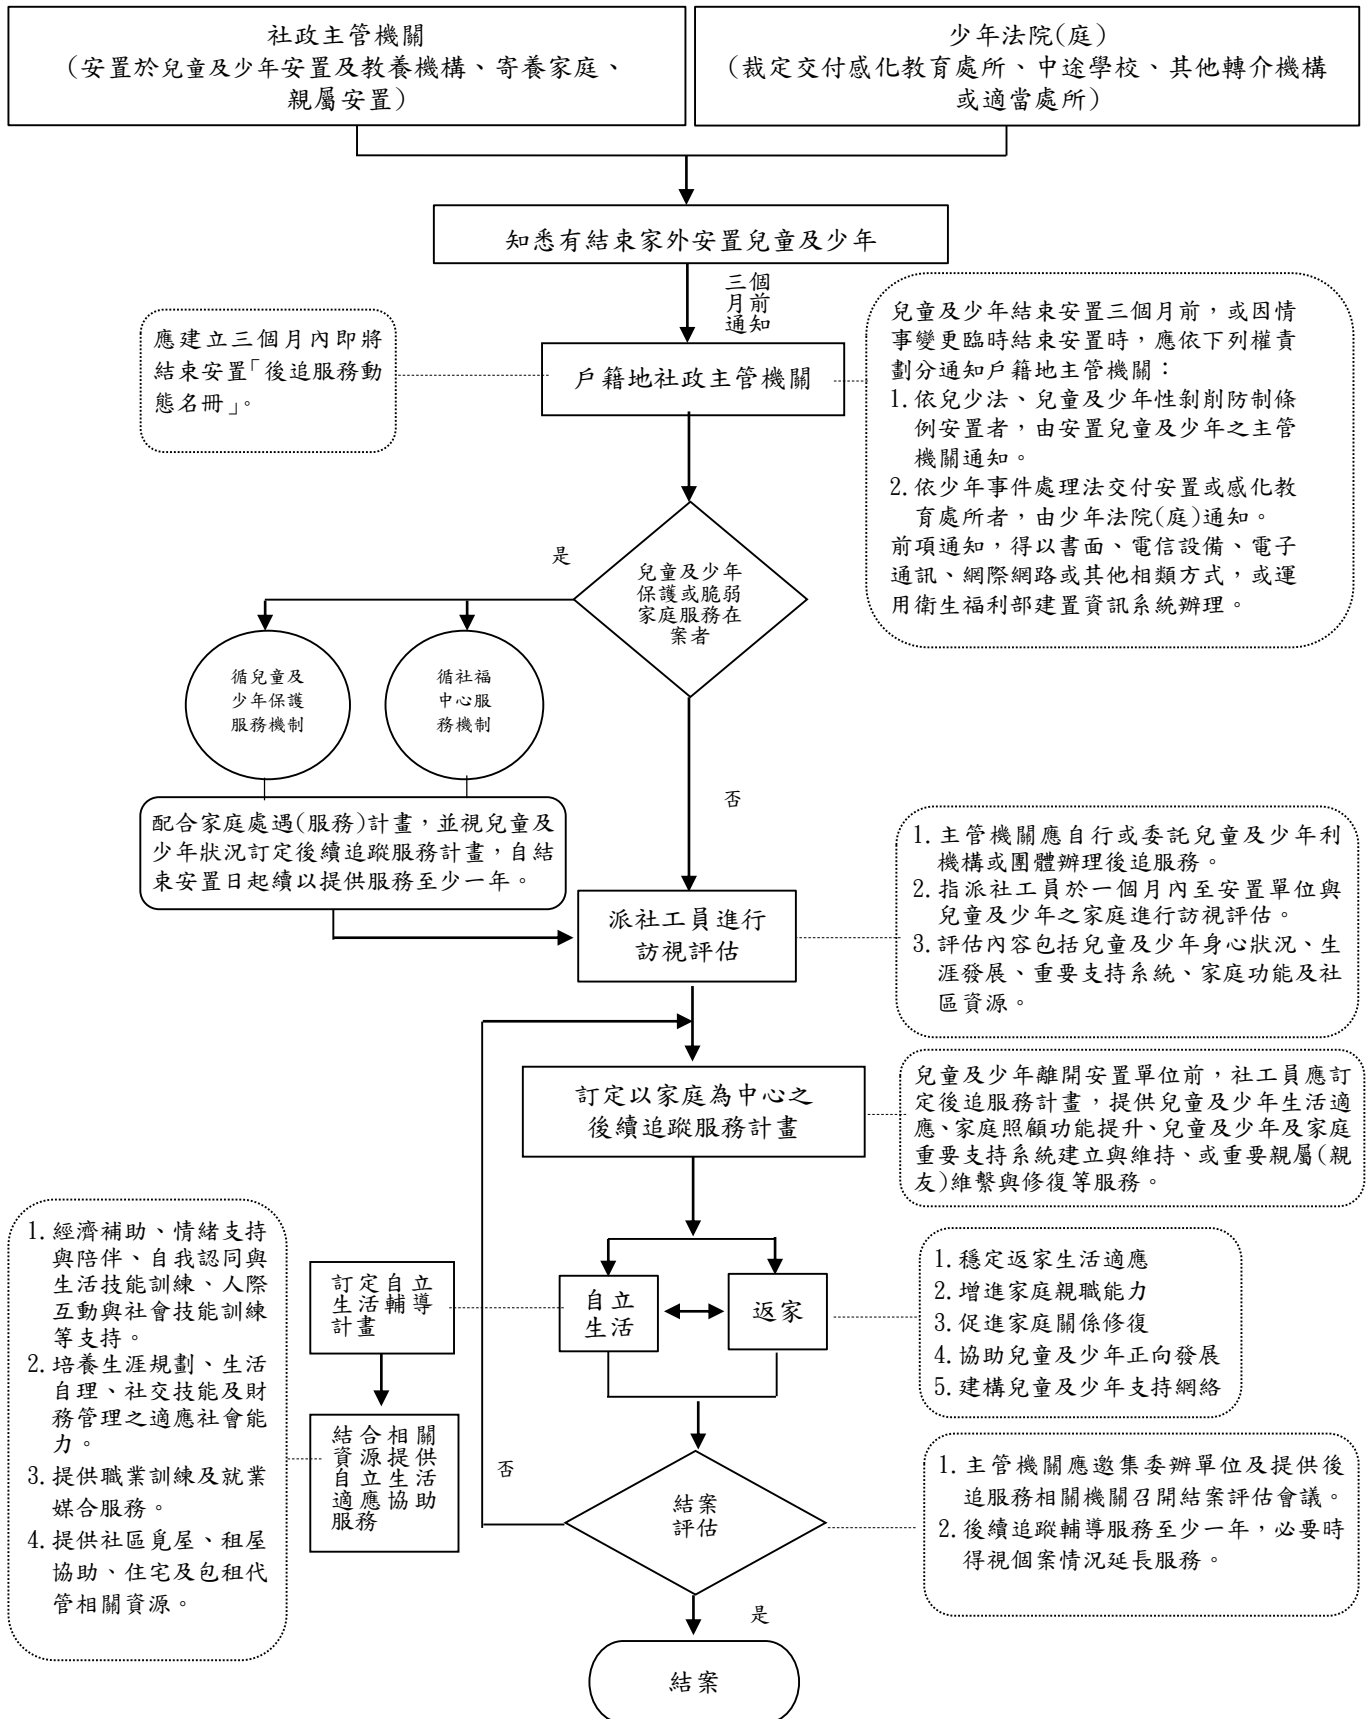 社政主管機關
（安置於兒童及少年安置及教養機構、寄養家庭、
親屬安置）
少年法院(庭)
（裁定交付感化教育處所、中途學校、其他轉介機構
或適當處所）
知悉有結束家外安置兒童及少年
三個
月前
通知
應建立三個月內即將
結束安置「後追服務動
態名冊」。
戶籍地社政主管機關
兒童及少年結束安置三個月前，或因情
事變更臨時結束安置時，應依下列權責
劃分通知戶籍地主管機關：
1.依兒少法、兒童及少年性剝削防制條
例安置者，由安置兒童及少年之主管
機關通知。
2.依少年事件處理法交付安置或感化教
育處所者，由少年法院(庭)通知。
前項通知，得以書面、電信設備、電子
通訊、網際網路或其他相類方式，或運
用衛生福利部建置資訊系統辦理。
是
兒童及少年
保護或脆弱
家庭服務在
案者
循兒童及
少年保護
服務機制
循社福
中心服
務機制
否
配合家庭處遇(服務)計畫，並視兒童及
少年狀況訂定後續追蹤服務計畫，自結
束安置日起續以提供服務至少一年。
派社工員進行
訪視評估
1.主管機關應自行或委託兒童及少年利
機構或團體辦理後追服務。
2.指派社工員於一個月內至安置單位與
兒童及少年之家庭進行訪視評估。
3.評估內容包括兒童及少年身心狀況、生
涯發展、重要支持系統、家庭功能及社
區資源。
訂定以家庭為中心之
後續追蹤服務計畫
兒童及少年離開安置單位前，社工員應訂
定後追服務計畫，提供兒童及少年生活適
應、家庭照顧功能提升、兒童及少年及家庭
重要支持系統建立與維持、或重要親屬(親
友)維繫與修復等服務。
1.經濟補助、情緒支持
與陪伴、自我認同與
生活技能訓練、人際
互動與社會技能訓練
等支持。
2.培養生涯規劃、生活
自理、社交技能及財
務管理之適應社會能
力。
3.提供職業訓練及就業
媒合服務。
4.提供社區覓屋、租屋
協助、住宅及包租代
管相關資源。
訂定自立
生活輔導
計畫
結合相關
資源提供
自立生活
適應協助
服務
自立
生活
返家
1.穩定返家生活適應
2.增進家庭親職能力
3.促進家庭關係修復
4.協助兒童及少年正向發展
5.建構兒童及少年支持網絡
否
結案
評估
1.主管機關應邀集委辦單位及提供後
追服務相關機關召開結案評估會議。
2.後續追蹤輔導服務至少一年，必要時
得視個案情況延長服務。
是
結案